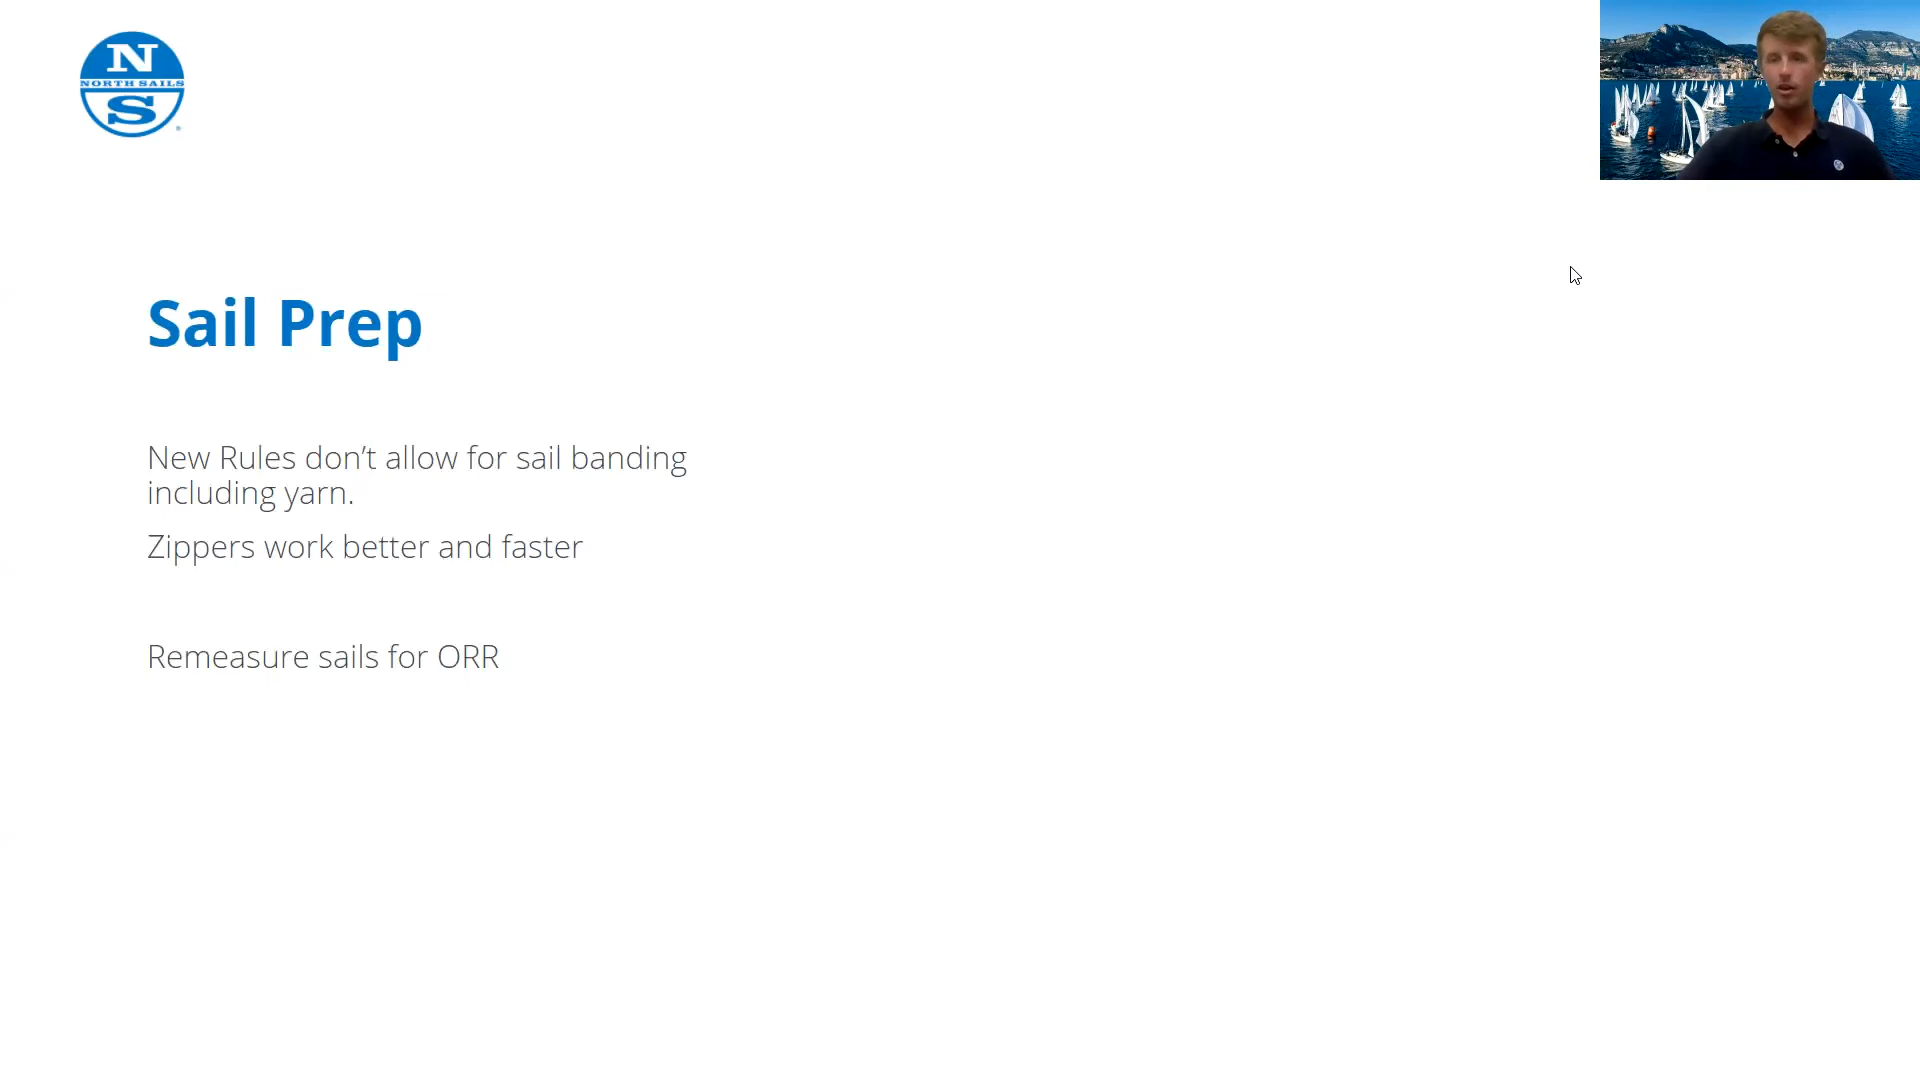 N
NORTH SAILS
S
Sail Prep
New Rules don’t allow for sail banding
including yarn.
Zippers work better and faster
Remeasure sails for ORR